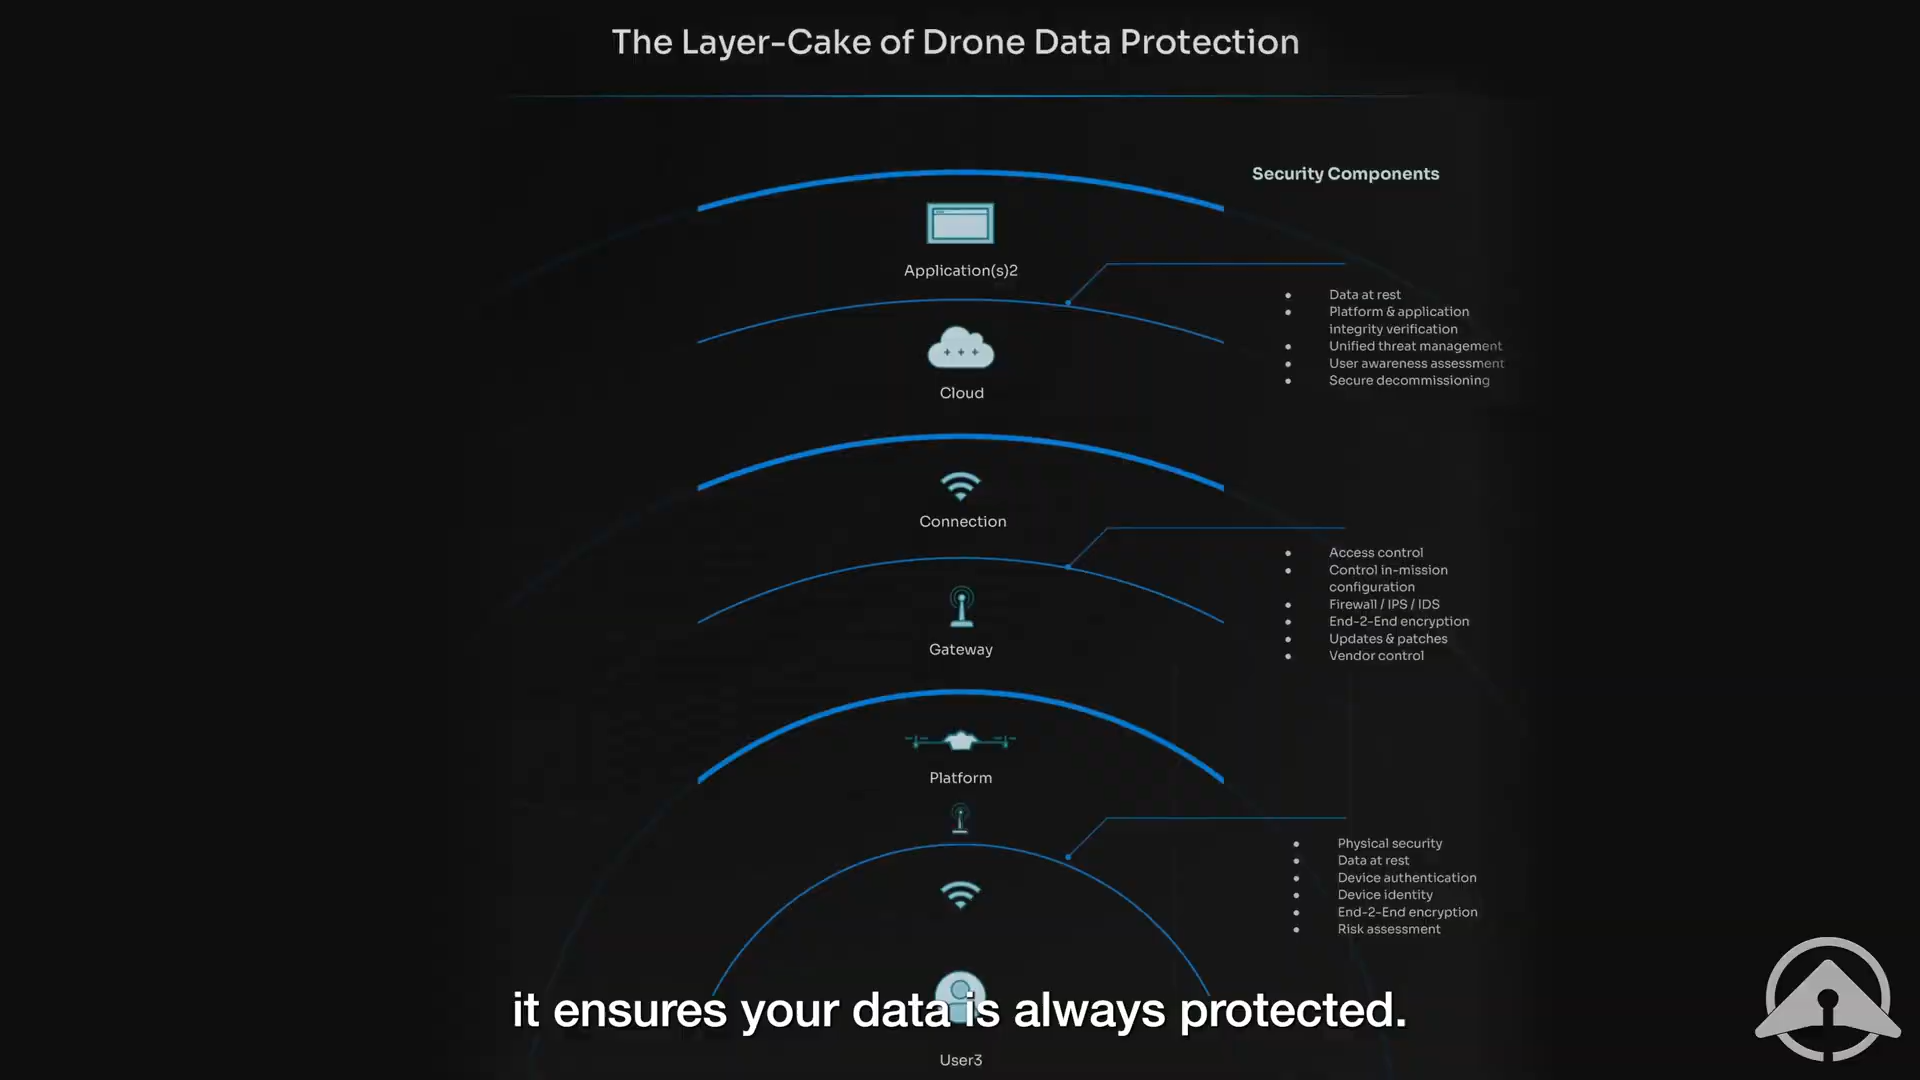 The Layer-Cake of Drone Data Protection
Security Components
Application(s)2
Data at rest
Platform & application
integrity verification
Unified threat management
User awareness assessment
Secure decommissioning
Cloud
Connection
Access control
Control in-mission
configuration
Firewall / IPS / IDS
End-2-End encryption
Updates & patches
Vendor control
Gateway
Platform
Physical security
Data at rest
Device authentication
Device identity
End-2-End encryption
Risk assessment
it ensures your data is always protected.
User3